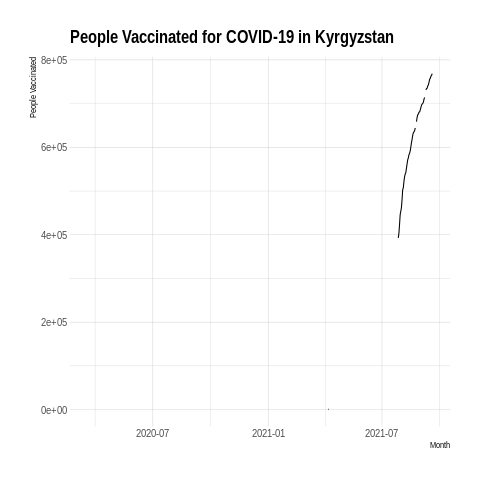 People Vaccinated for COVID-19 in Kyrgyzstan
People Vaccinated
8e+05
6e+05
4e+05
2e+05
0e+00
2020-07 2021-01 2021-07
Month